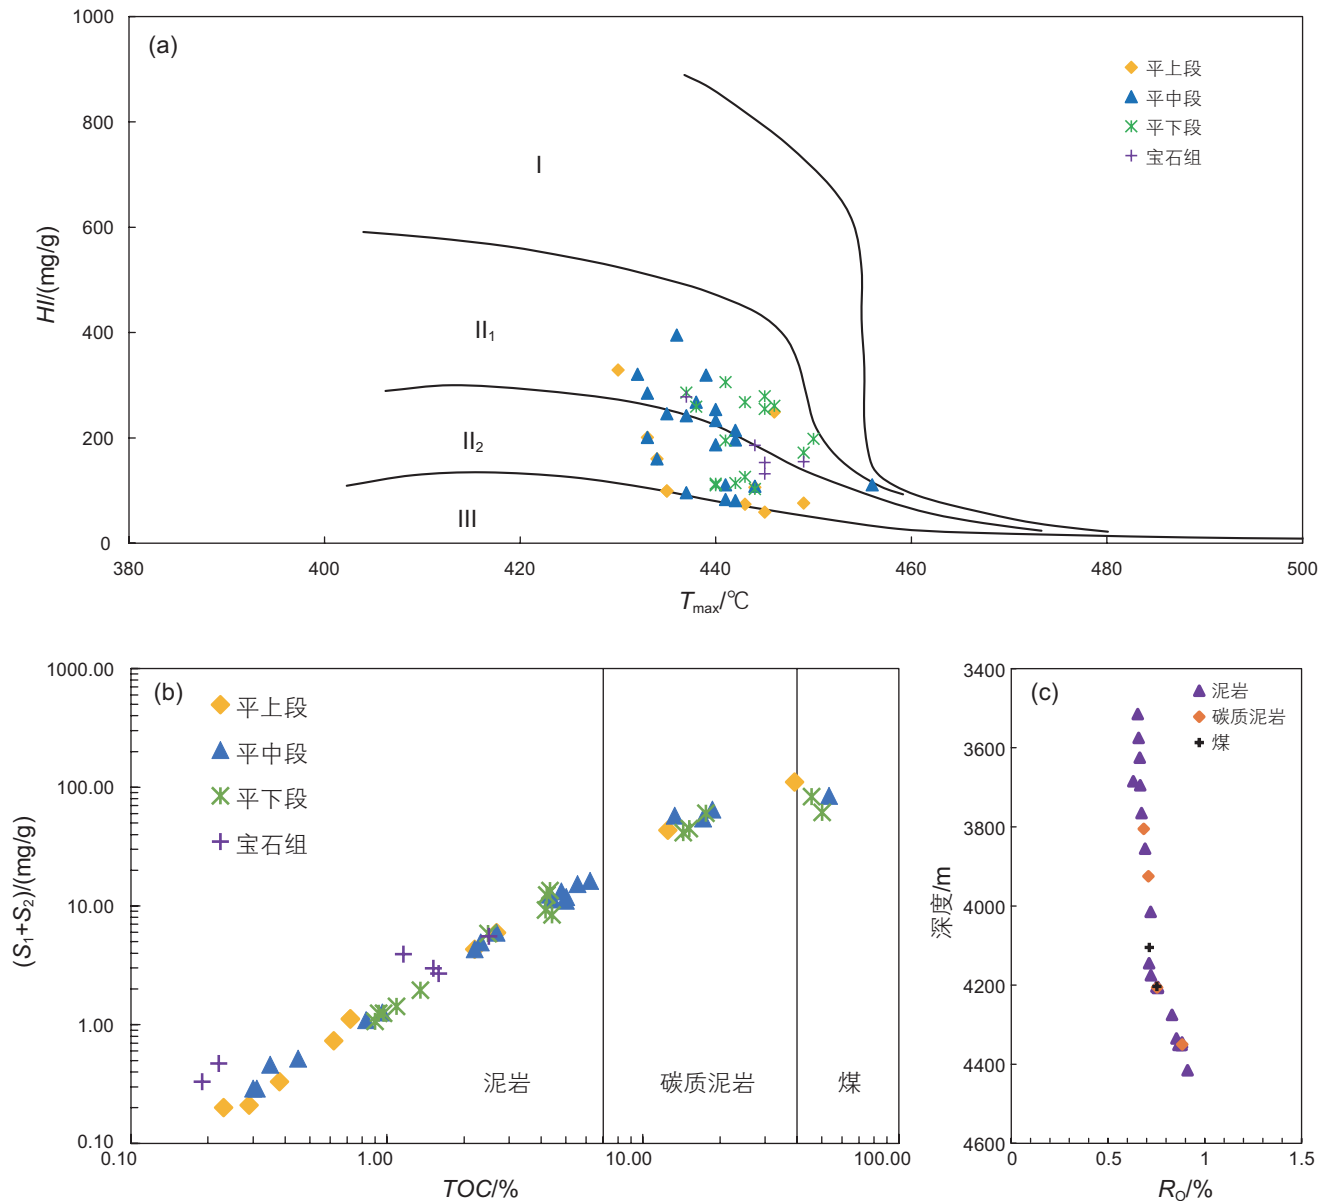 (a)
1000
800
600
400
200
0
HI/(mg/g)
380
400
420
440
460
480
500
Tmax/℃
I
II1
II2
III
平上段
平中段
平下段
宝石组
(b)
1000.00
100.00
10.00
1.00
0.10
(S1+S2)/(mg/g)
0.10
1.00
10.00
100.00
TOC/%
平上段
平中段
平下段
宝石组
泥岩
碳质泥岩
煤
(c)
3400
3600
3800
4000
4200
4400
4600
深度/m
0
0.5
1
1.5
RO/%
泥岩
碳质泥岩
煤